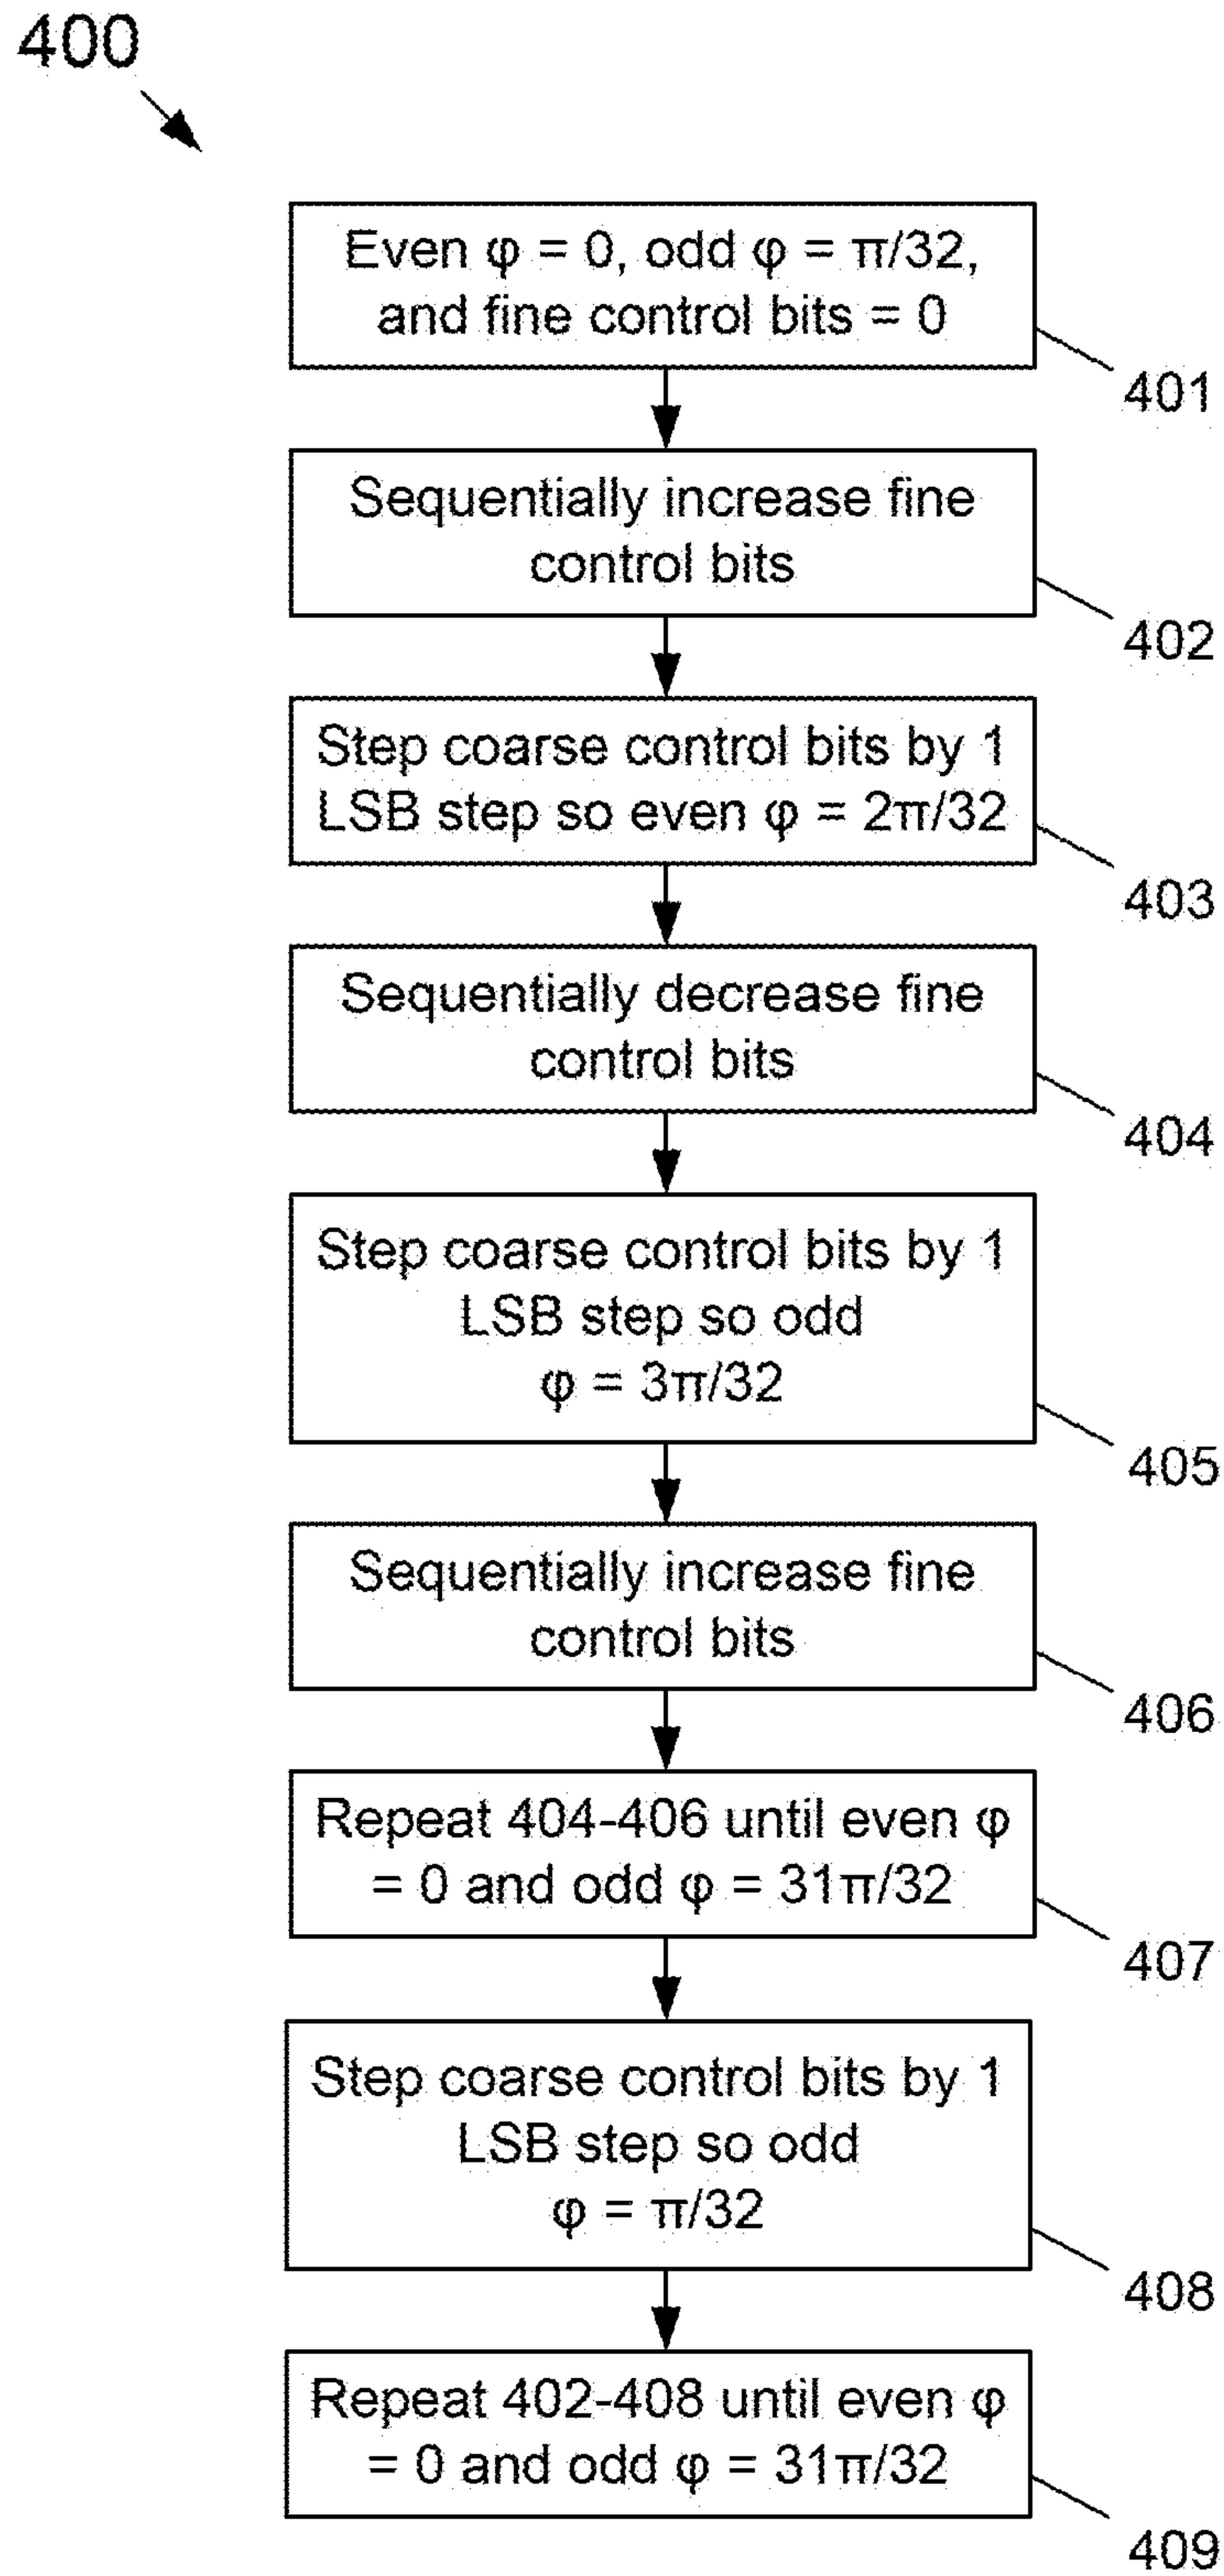 400
Even φ = 0, odd φ = π/32,
and fine control bits = 0
401
Sequentially increase fine
control bits
402
Step coarse control bits by 1
LSB step so even φ = 2π/32
403
Sequentially decrease fine
control bits
404
Step coarse control bits by 1
LSB step so odd
φ = 3π/32
405
Sequentially increase fine
control bits
406
Repeat 404-406 until even φ
= 0 and odd φ = 31π/32
407
Step coarse control bits by 1
LSB step so odd
φ = π/32
408
Repeat 402-408 until even φ
= 0 and odd φ = 31π/32
409